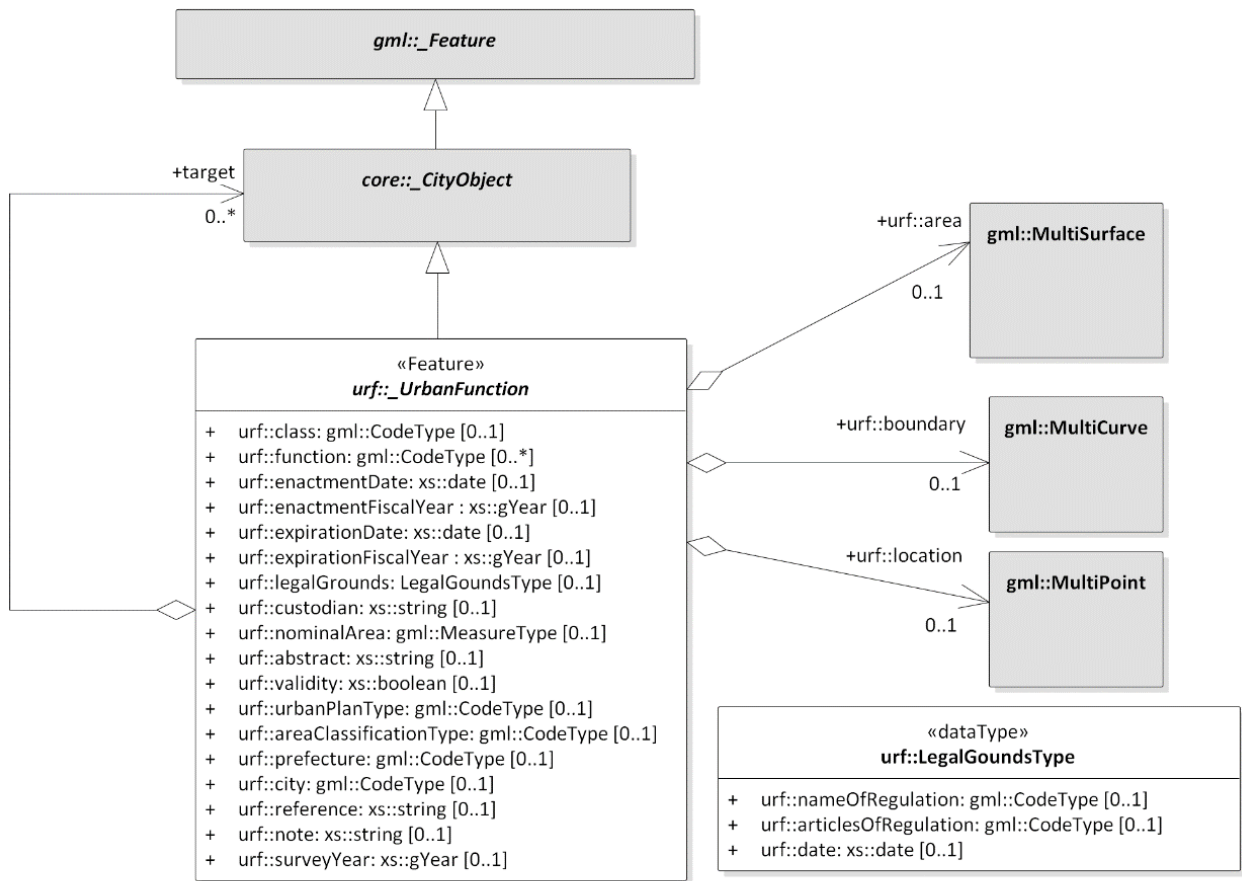 gml::_Feature
+target
0..*
core::_CityObject
+urf::area
0..1
gml::MultiSurface
«Feature»
urf::_UrbanFunction
+ urf::class: gml::CodeType [0..1]
+ urf::function: gml::CodeType [0..*]
+ urf::enactmentDate: xs::date [0..1]
+ urf::enactmentFiscalYear : xs::gYear [0..1]
+ urf::expirationDate: xs::date [0..1]
+ urf::expirationFiscalYear : xs::gYear [0..1]
+ urf::legalGrounds: LegalGoundsType [0..1]
+ urf::custodian: xs::string [0..1]
+ urf::nominalArea: gml::MeasureType [0..1]
+ urf::abstract: xs::string [0..1]
+ urf::validity: xs::boolean [0..1]
+ urf::urbanPlanType: gml::CodeType [0..1]
+ urf::areaClassificationType: gml::CodeType [0..1]
+ urf::prefecture: gml::CodeType [0..1]
+ urf::city: gml::CodeType [0..1]
+ urf::reference: xs::string [0..1]
+ urf::note: xs::string [0..1]
+ urf::surveyYear: xs::gYear [0..1]
+urf::boundary
0..1
gml::MultiCurve
+urf::location
0..1
gml::MultiPoint
«dataType»
urf::LegalGoundsType
+ urf::nameOfRegulation: gml::CodeType [0..1]
+ urf::articlesOfRegulation: gml::CodeType [0..1]
+ urf::date: xs::date [0..1]